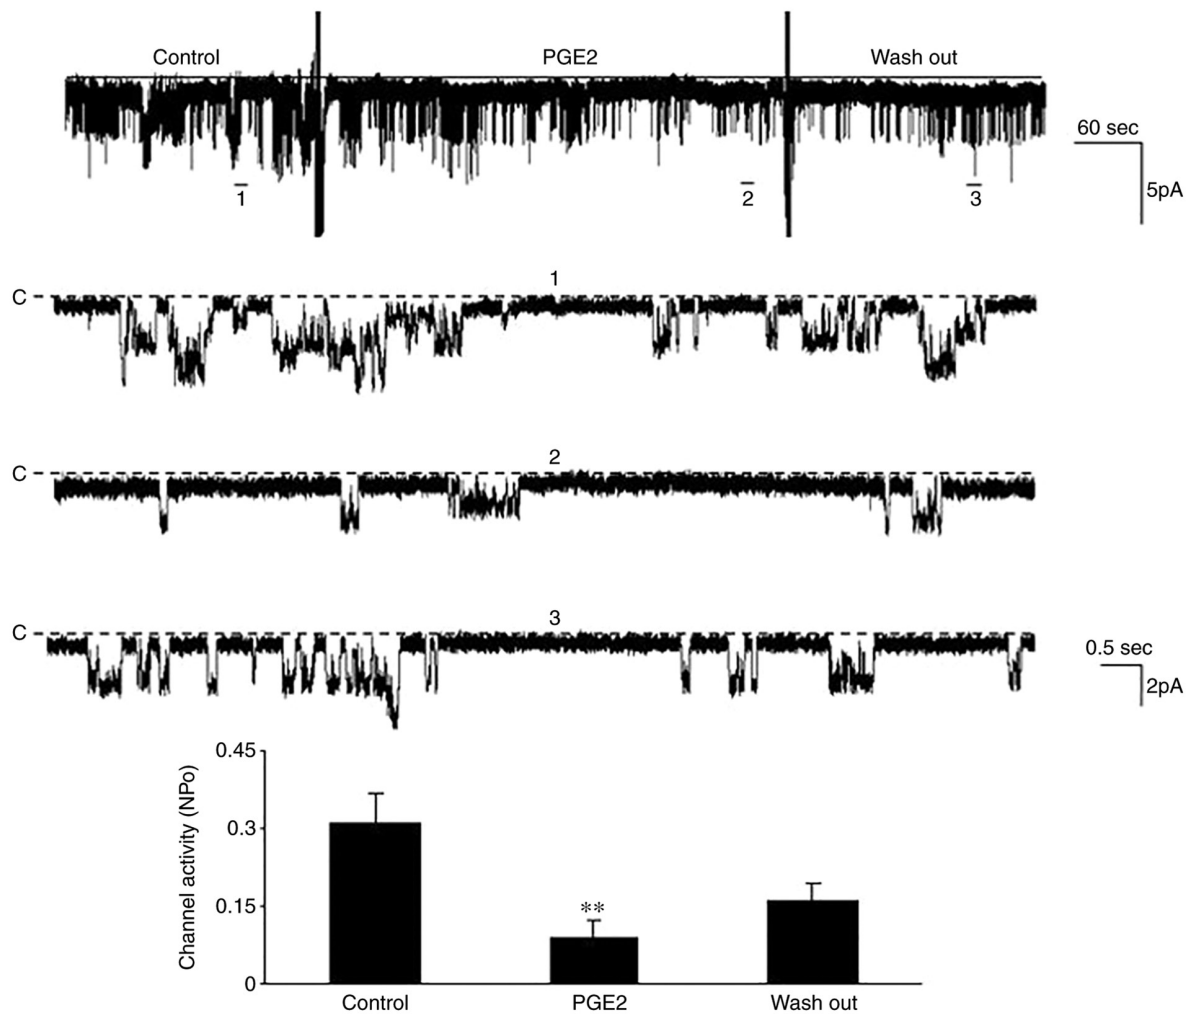 Control PGE2 Wash out
60 sec
5pA
1 2 3
1
C
2
C
3
C
0.5 sec
2pA
Channel activity (NPo)
0.45
0.3
0.15
0
**
Control PGE2 Wash out